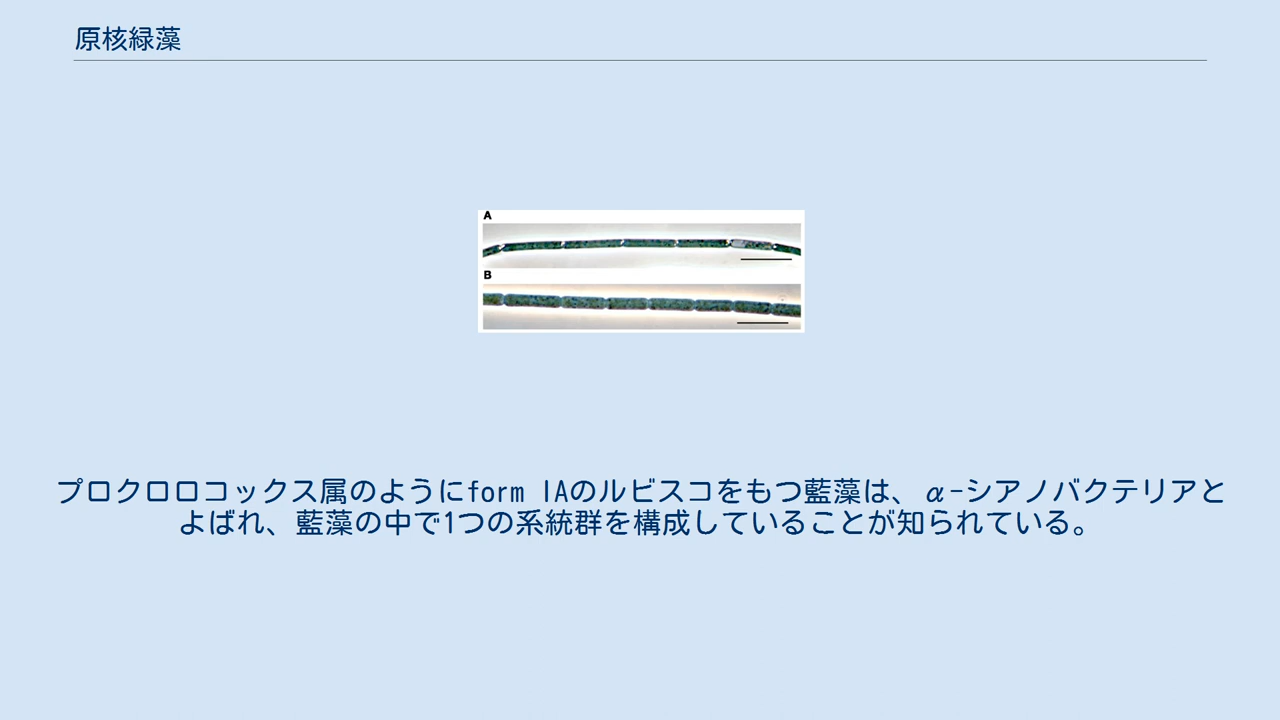 原核緑藻
A
B
プロクロロコックス属のようにform IAのルビスコをもつ藍藻は、α-シアノバクテリアと
よばれ、藍藻の中で1つの系統群を構成していることが知られている。